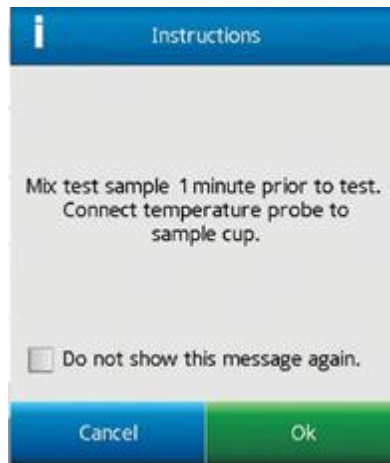 i Instructions
Mix test sample 1 minute prior to test.
Connect temperature probe to
sample cup.
Do not show this message again.
Cancel Ok